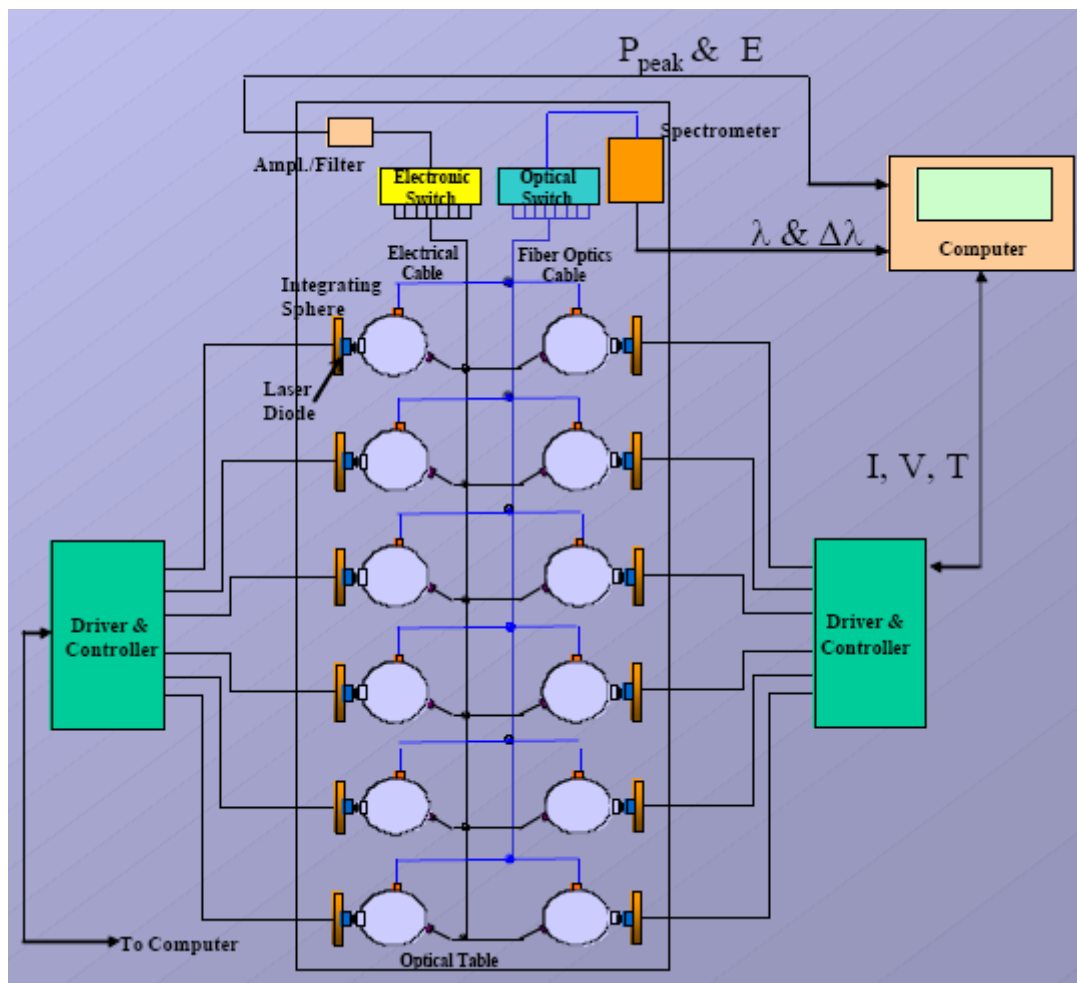 P_peak & E
Spectrometer
Ampl./Filter
Electronic
Switch
Optical
Switch
λ & Δλ
Computer
Electrical
Cable
Fiber Optics
Cable
Integrating
Sphere
Laser
Diode
I, V, T
Driver &
Controller
Driver &
Controller
To Computer
Optical Table